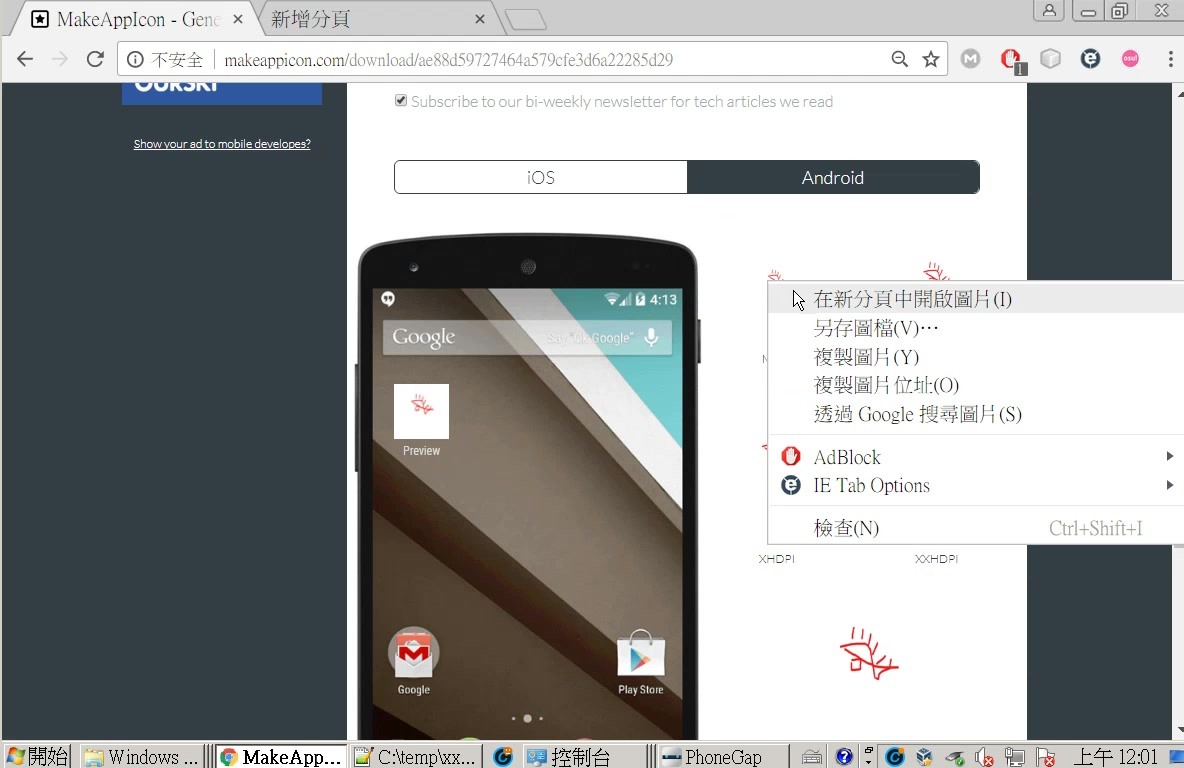 MakeAppIcon - Gene
新增分頁
不安全
makeappicon.com/download/ae88d59727464a579cfe3d6a22285d29
1
osu!
Subscribe to our bi-weekly newsletter for tech articles we read
Show your ad to mobile developes?
iOS
Android
4:13
Google
Say "Ok Google"
Preview
Google
Play Store
在新分頁中開啟圖片(I)
另存圖檔(V)…
複製圖片(Y)
複製圖片位址(O)
透過 Google 搜尋圖片(S)
AdBlock
IE Tab Options
檢查(N)
Ctrl+Shift+I
XHDPI
XXHDPI
開始
Windows ...
MakeApp...
C:\temp\xx...
控制台
PhoneGap
上午 12:01